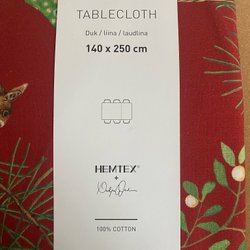 TABLECLOTH
Duk / liina / laudlina
140 x 250 cm
HEMTEX®
+
100% COTTON